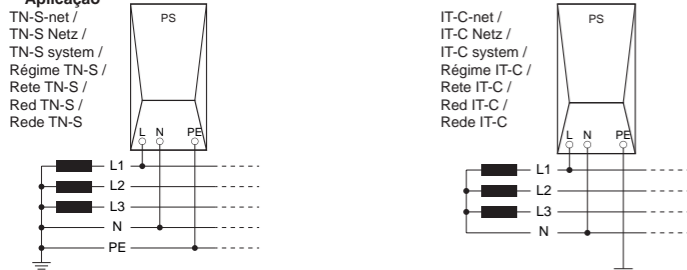 Aplicação
TN-S-net /
TN-S Netz /
TN-S system /
Régime TN-S /
Rete TN-S /
Red TN-S /
Rede TN-S
PS
L N PE
L1
L2
L3
N
PE
IT-C-net /
IT-C Netz /
IT-C system /
Régime IT-C /
Rete IT-C /
Red IT-C /
Rede IT-C
PS
L N PE
L1
L2
L3
N